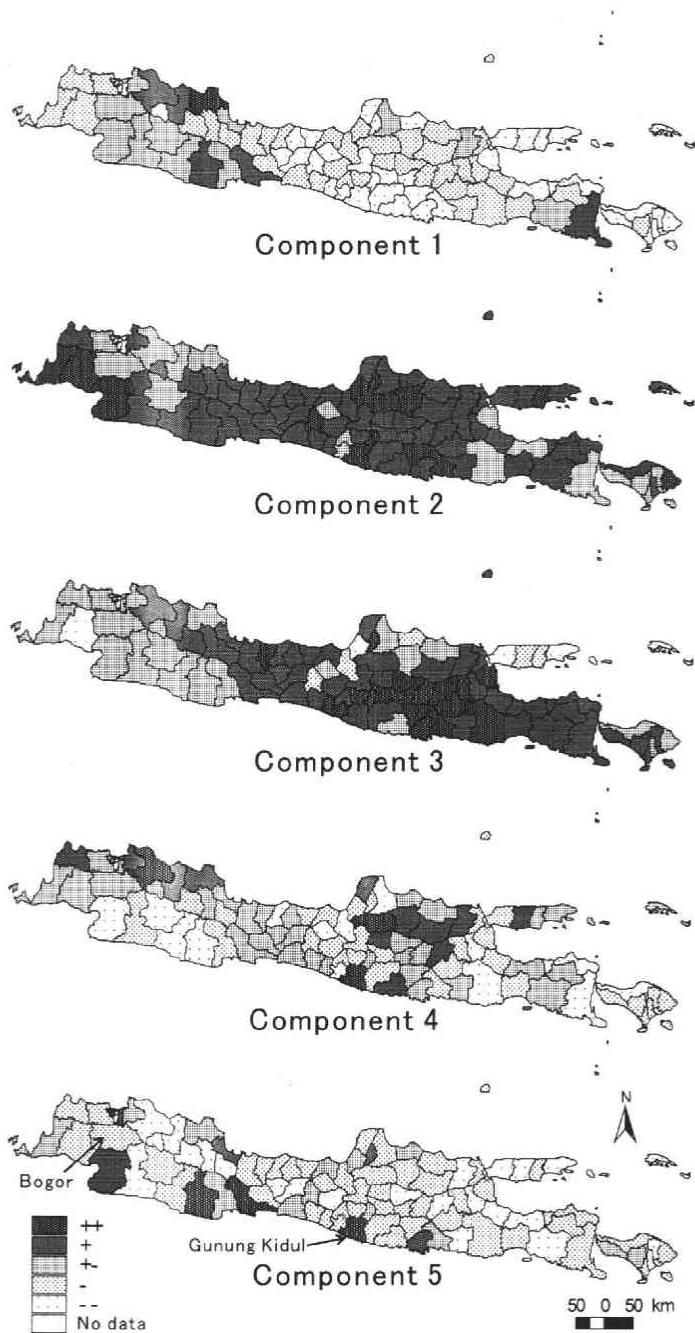 Component 1
Component 2
Component 3
Component 4
N
Bogor
Gunung Kidul
Component 5
++
+
+-
-
--
No data
50 0 50 km